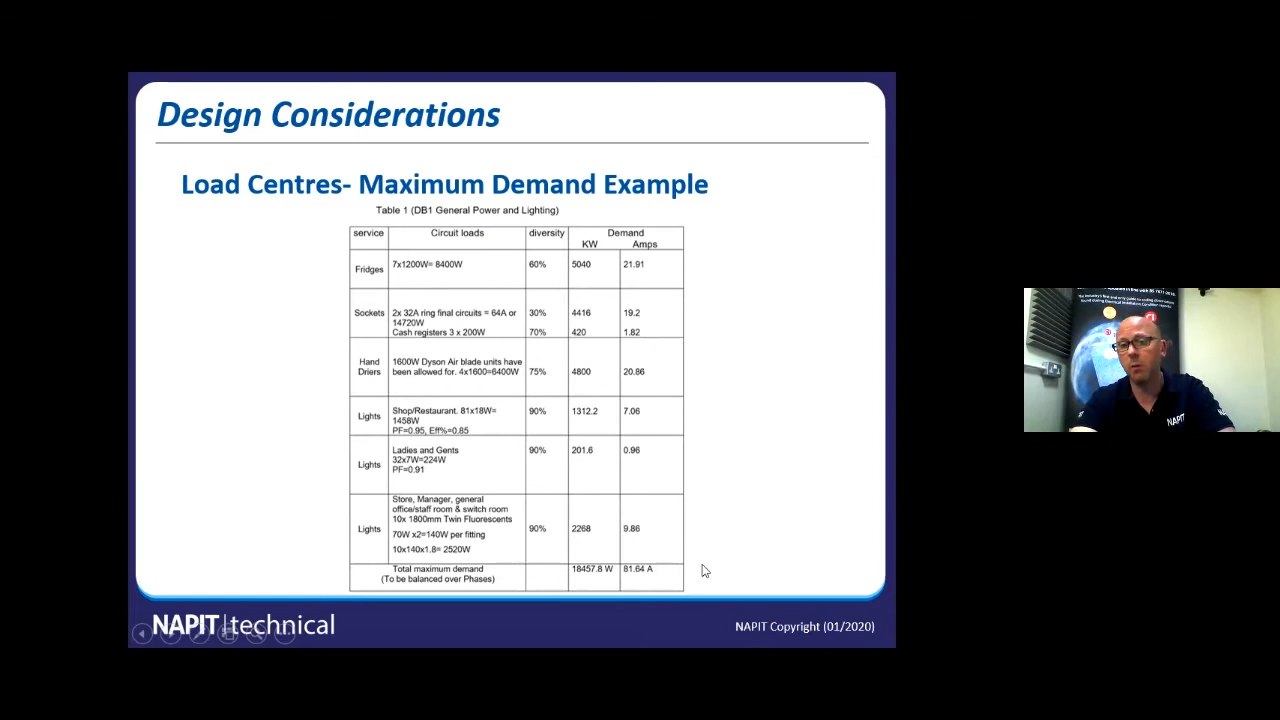 Design Considerations
Load Centres- Maximum Demand Example
Table 1 (DB1 General Power and Lighting)
service Circuit loads diversity Demand
KW Amps
Fridges 7x1200W= 8400W 60% 5040 21.91
Sockets 2x 32A ring final circuits = 64A or 30% 4416 19.2
14720W
Cash registers 3 x 200W 70% 420 1.82
Hand 1600W Dyson Air blade units have
Driers been allowed for. 4x1600=6400W 75% 4800 20.86
Lights Shop/Restaurant. 81x18W= 90% 1312.2 7.06
1458W
PF=0.95, Eff%=0.85
Lights Ladies and Gents 90% 201.6 0.96
32x7W=224W
PF=0.91
Lights Store, Manager, general
office/staff room & switch room
10x 1800mm Twin Fluorescents 90% 2268 9.86
70W x2=140W per fitting
10x140x1.8= 2520W
Total maximum demand 18457.8 W 81.64 A
(To be balanced over Phases)
NAPIT technical
NAPIT Copyright (01/2020)
NAPIT